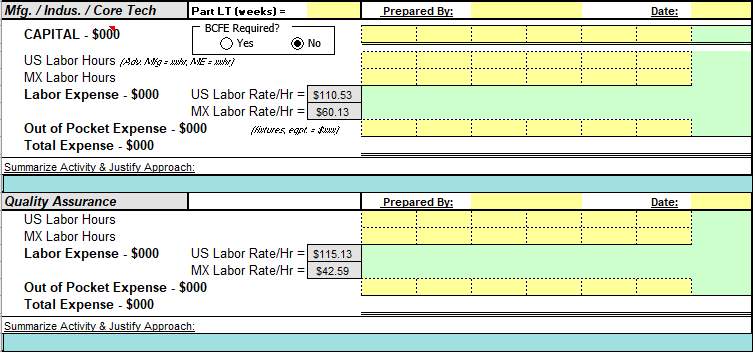 Mfg. / Indus. / Core Tech Part LT (weeks) = Prepared By: Date:
CAPITAL - $000 BCFE Required?
Yes No
US Labor Hours (Adv. Mfg = xxhr, ME = xxhr)
MX Labor Hours
Labor Expense - $000 US Labor Rate/Hr = $110.53
MX Labor Rate/Hr = $60.13
Out of Pocket Expense - $000 (fixtures, eqpt. = $xxx)
Total Expense - $000
Summarize Activity & Justify Approach:
Quality Assurance Prepared By: Date:
US Labor Hours
MX Labor Hours
Labor Expense - $000 US Labor Rate/Hr = $115.13
MX Labor Rate/Hr = $42.59
Out of Pocket Expense - $000
Total Expense - $000
Summarize Activity & Justify Approach: